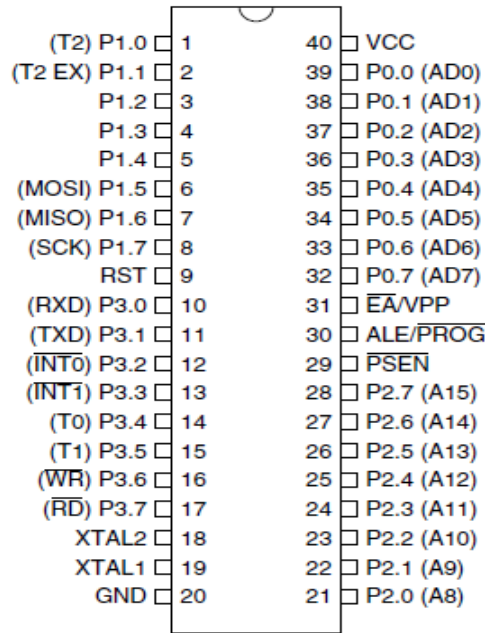 (T2) P1.0 1 40 VCC
(T2 EX) P1.1 2 39 P0.0 (AD0)
P1.2 3 38 P0.1 (AD1)
P1.3 4 37 P0.2 (AD2)
P1.4 5 36 P0.3 (AD3)
(MOSI) P1.5 6 35 P0.4 (AD4)
(MISO) P1.6 7 34 P0.5 (AD5)
(SCK) P1.7 8 33 P0.6 (AD6)
RST 9 32 P0.7 (AD7)
(RXD) P3.0 10 31 E̅A̅/VPP
(TXD) P3.1 11 30 ALE/P̅R̅O̅G̅
(I̅N̅T̅0̅) P3.2 12 29 P̅S̅E̅N̅
(I̅N̅T̅1̅) P3.3 13 28 P2.7 (A15)
(T0) P3.4 14 27 P2.6 (A14)
(T1) P3.5 15 26 P2.5 (A13)
(W̅R̅) P3.6 16 25 P2.4 (A12)
(R̅D̅) P3.7 17 24 P2.3 (A11)
XTAL2 18 23 P2.2 (A10)
XTAL1 19 22 P2.1 (A9)
GND 20 21 P2.0 (A8)